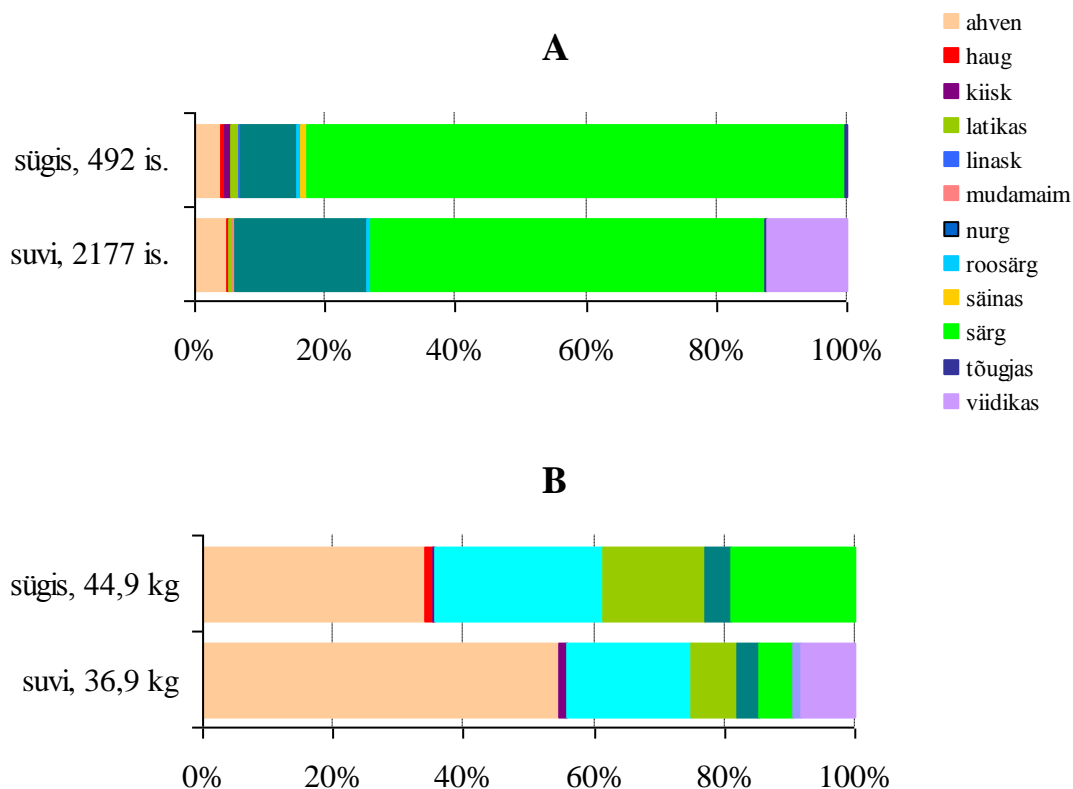 A
sügis, 492 is.
suvi, 2177 is.
0% 20% 40% 60% 80% 100%
ahven
haug
kiisk
latikas
linask
mudamaim
nurg
roosärg
säinas
särg
tõugjas
viidikas
B
sügis, 44,9 kg
suvi, 36,9 kg
0% 20% 40% 60% 80% 100%